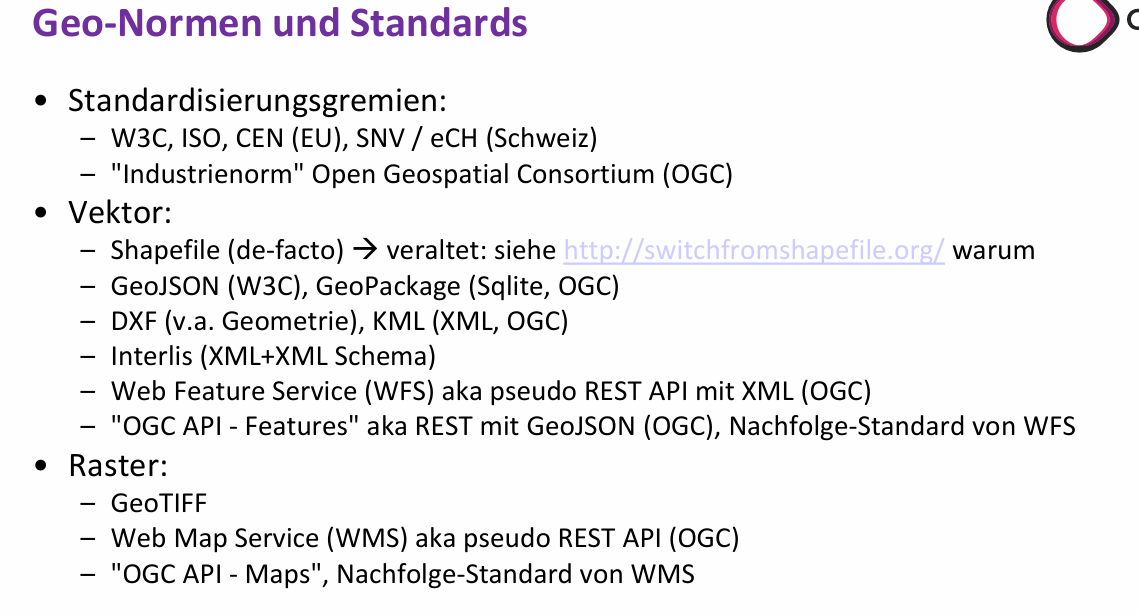 Geo-Normen und Standards
• Standardisierungsgremien:
– W3C, ISO, CEN (EU), SNV / eCH (Schweiz)
– "Industrienorm" Open Geospatial Consortium (OGC)
• Vektor:
– Shapefile (de-facto) → veraltet: siehe http://switchfromshapefile.org/ warum
– GeoJSON (W3C), GeoPackage (Sqlite, OGC)
– DXF (v.a. Geometrie), KML (XML, OGC)
– Interlis (XML+XML Schema)
– Web Feature Service (WFS) aka pseudo REST API mit XML (OGC)
– "OGC API - Features" aka REST mit GeoJSON (OGC), Nachfolge-Standard von WFS
• Raster:
– GeoTIFF
– Web Map Service (WMS) aka pseudo REST API (OGC)
– "OGC API - Maps", Nachfolge-Standard von WMS